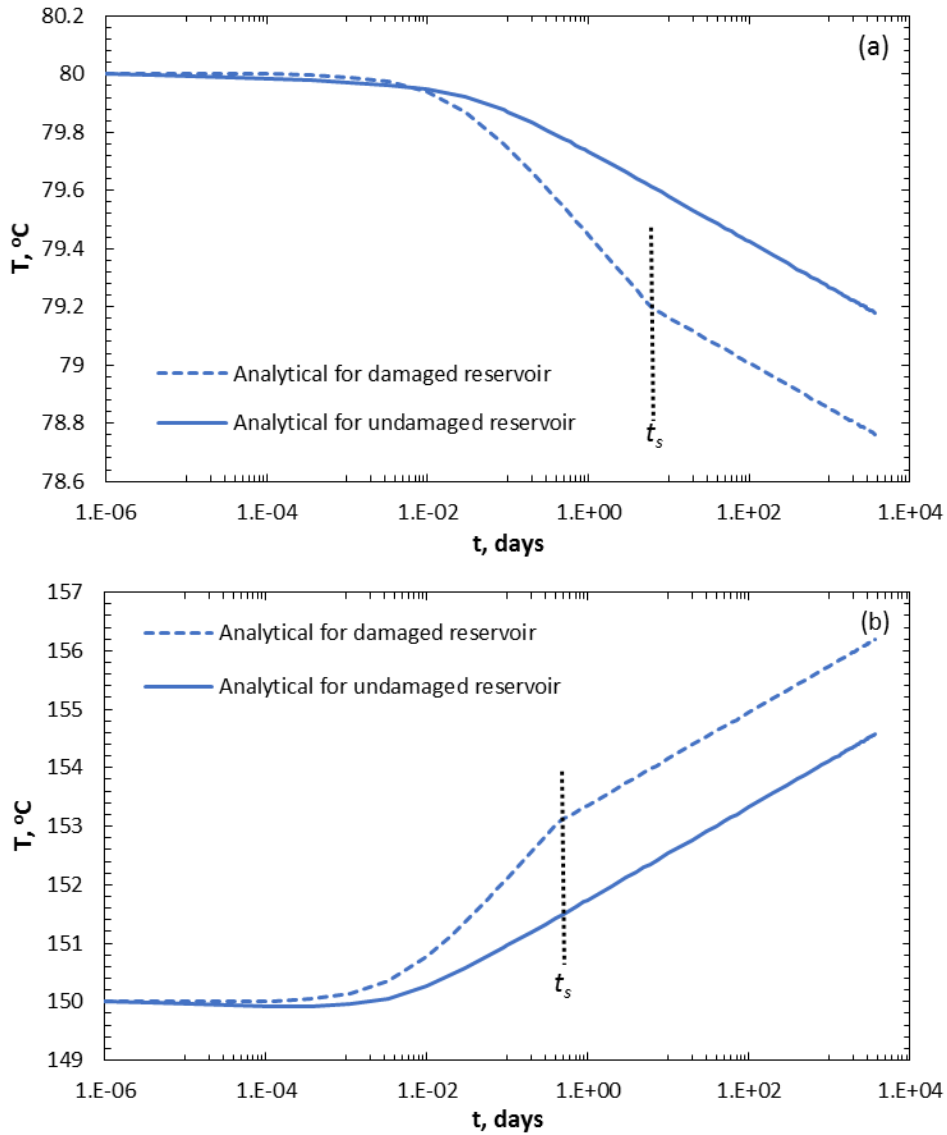 80.2
(a)
80
79.8
79.6
79.4
79.2
79
78.8
78.6
T, ºC
Analytical for damaged reservoir
Analytical for undamaged reservoir
ts
1.E-06 1.E-04 1.E-02 1.E+00 1.E+02 1.E+04
t, days
157
(b)
156
155
154
153
152
151
150
149
T, ºC
Analytical for damaged reservoir
Analytical for undamaged reservoir
ts
1.E-06 1.E-04 1.E-02 1.E+00 1.E+02 1.E+04
t, days